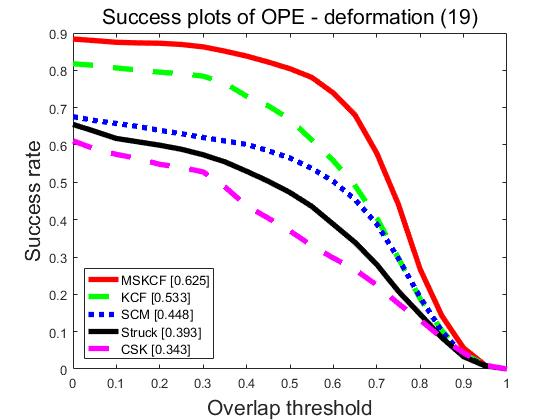 Success plots of OPE - deformation (19)
0.9
0.8
0.7
0.6
0.5
0.4
0.3
0.2
0.1
0
Success rate
MSKCF [0.625]
KCF [0.533]
SCM [0.448]
Struck [0.393]
CSK [0.343]
0 0.1 0.2 0.3 0.4 0.5 0.6 0.7 0.8 0.9 1
Overlap threshold